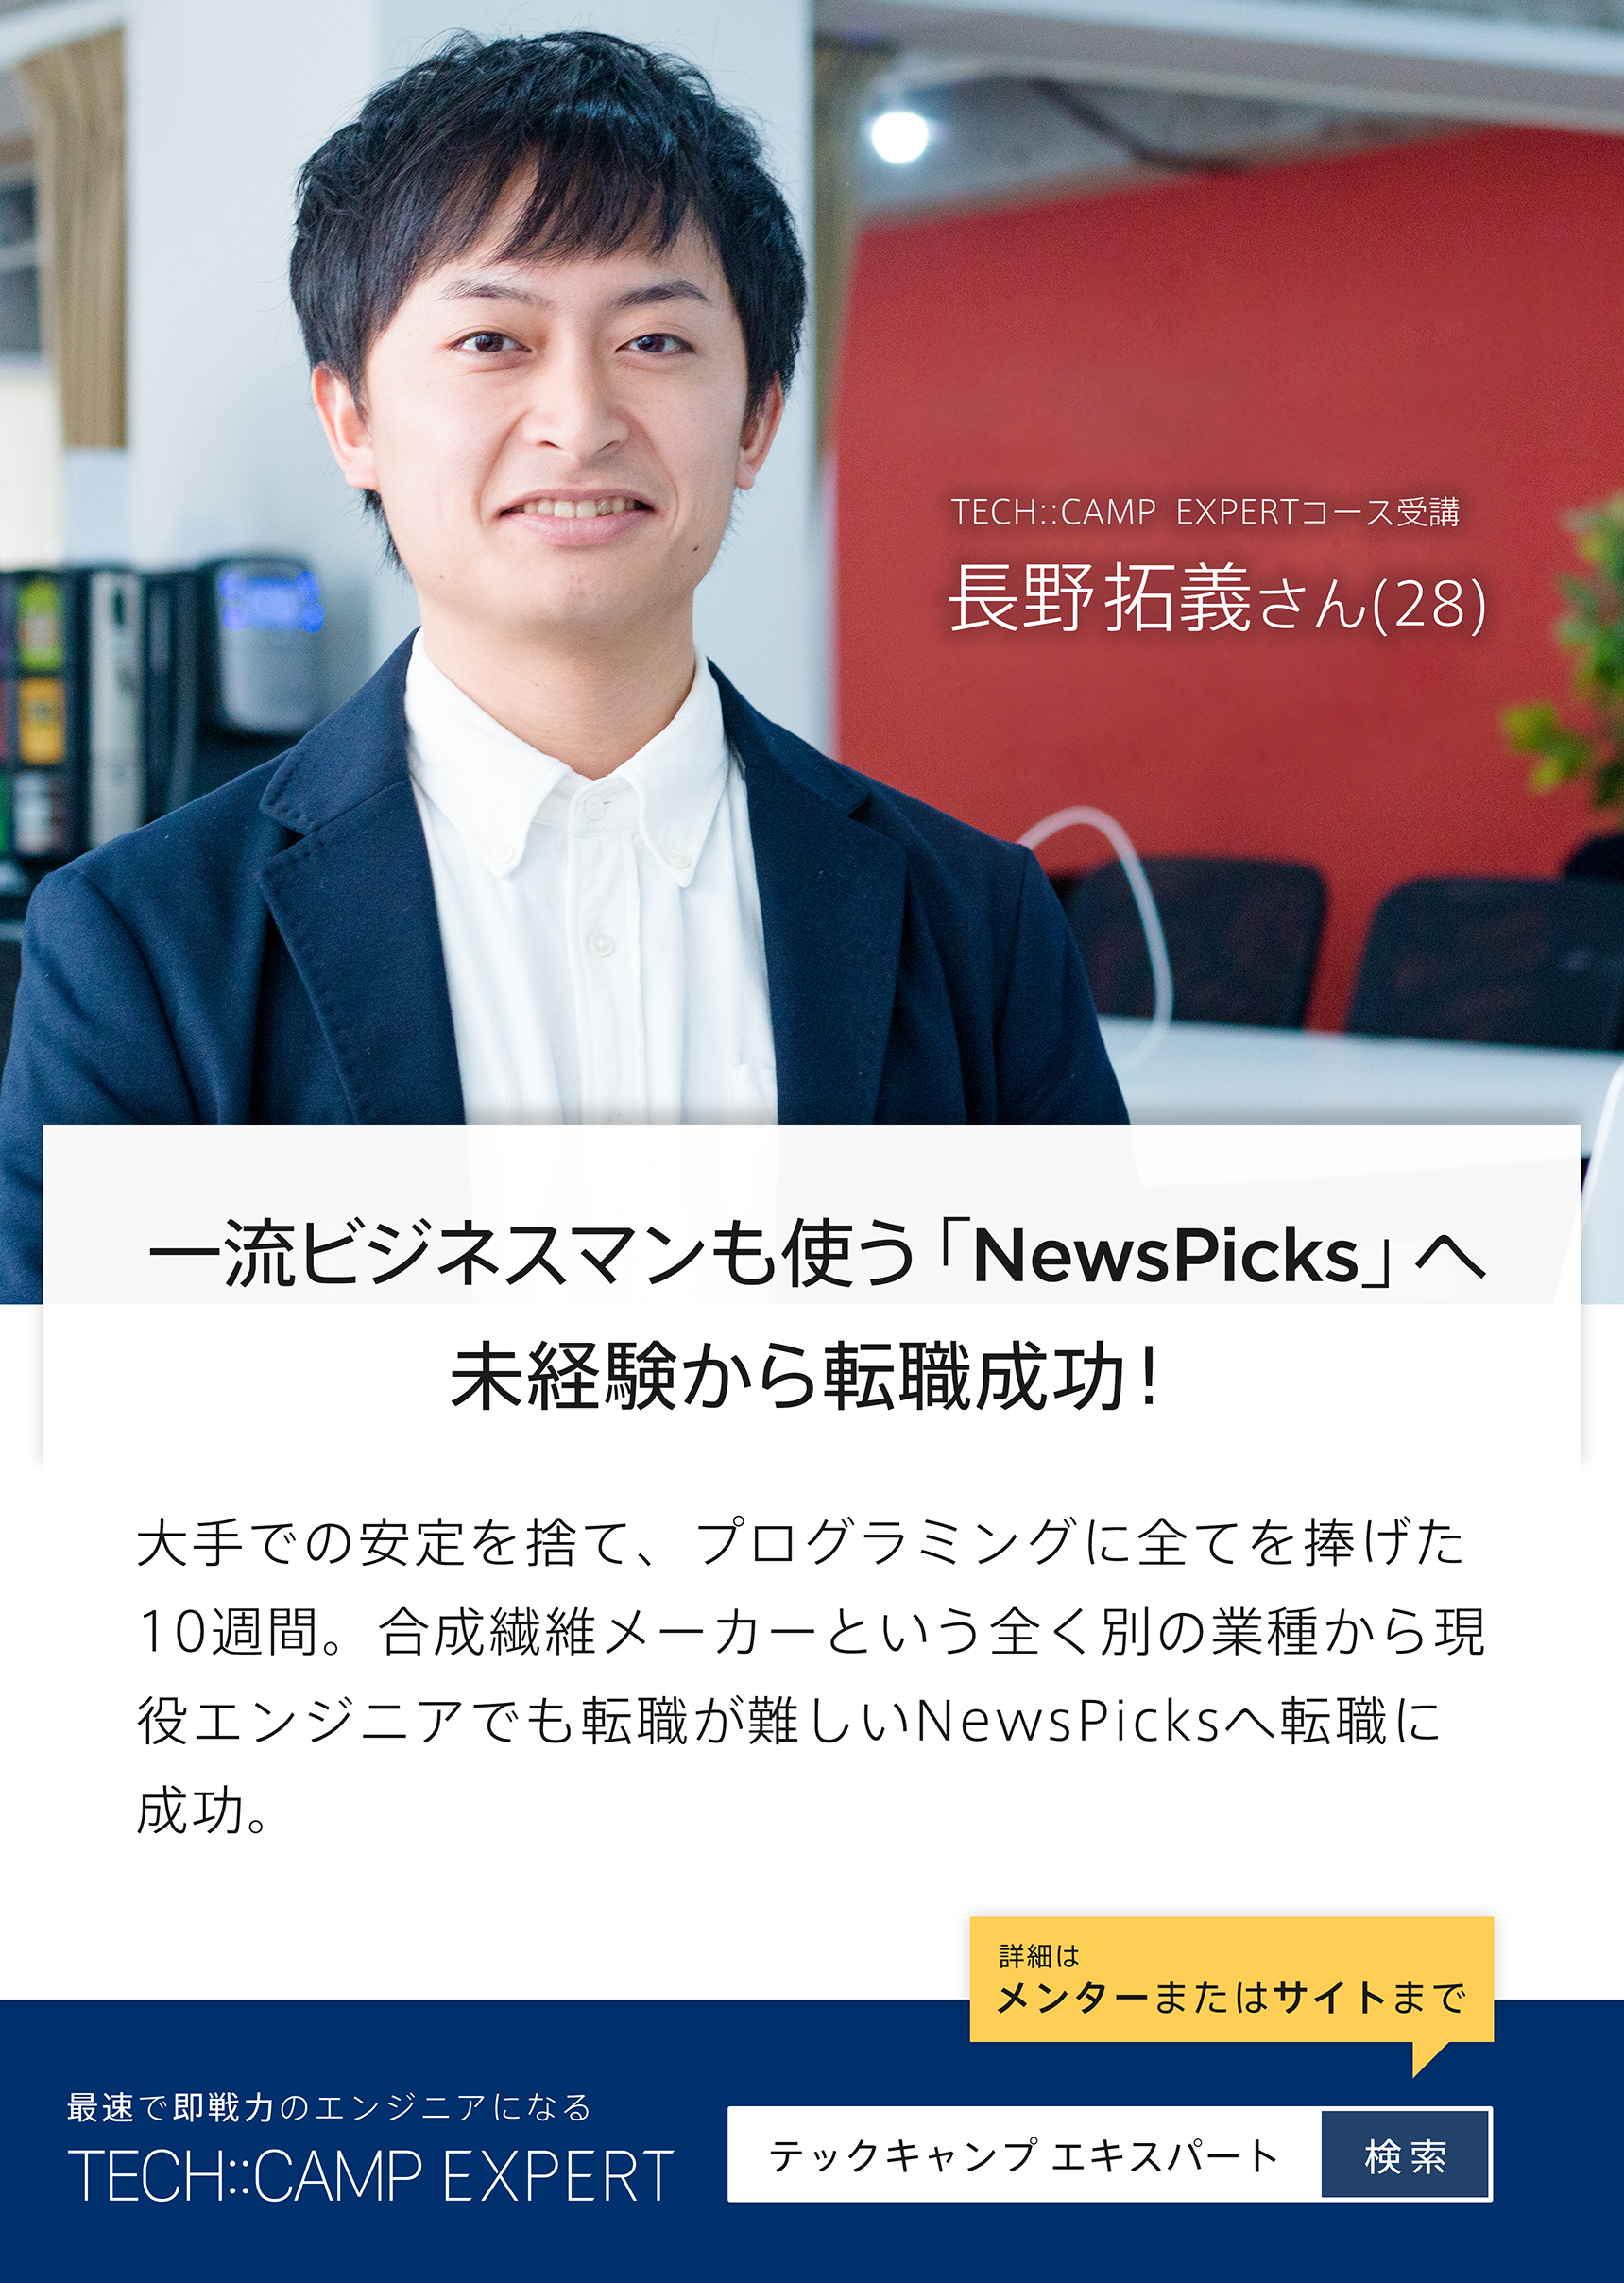 TECH::CAMP EXPERTコース受講
長野 拓義さん(28)
一流ビジネスマンも使う「NewsPicks」へ
未経験から転職成功！
大手での安定を捨て、プログラミングに全てを捧げた
10週間。合成繊維メーカーという全く別の業種から現
役エンジニアでも転職が難しいNewsPicksへ転職に
成功。
詳細は
メンターまたはサイトまで
最速で即戦力のエンジニアになる
TECH::CAMP EXPERT
テックキャンプ エキスパート 検索